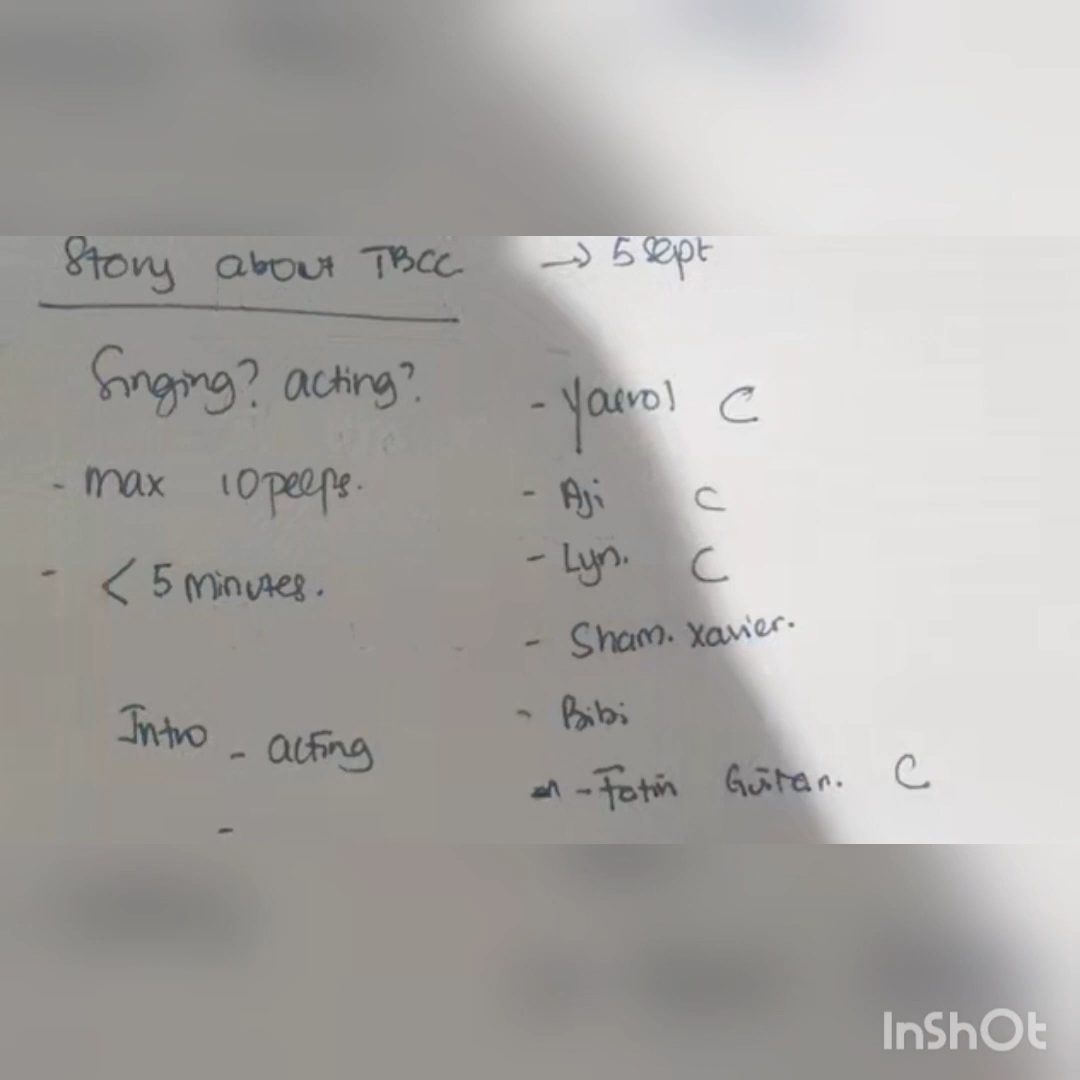 Story about TBCC → 5 Sept
Singing? acting?
- max 10 peeps.
- < 5 minutes.
Intro - acting
-
- Yaerol C
- Aji C
- Lyn. C
- Sham. Xavier.
- Bibi
- Fatin Guitar. C
InShOt